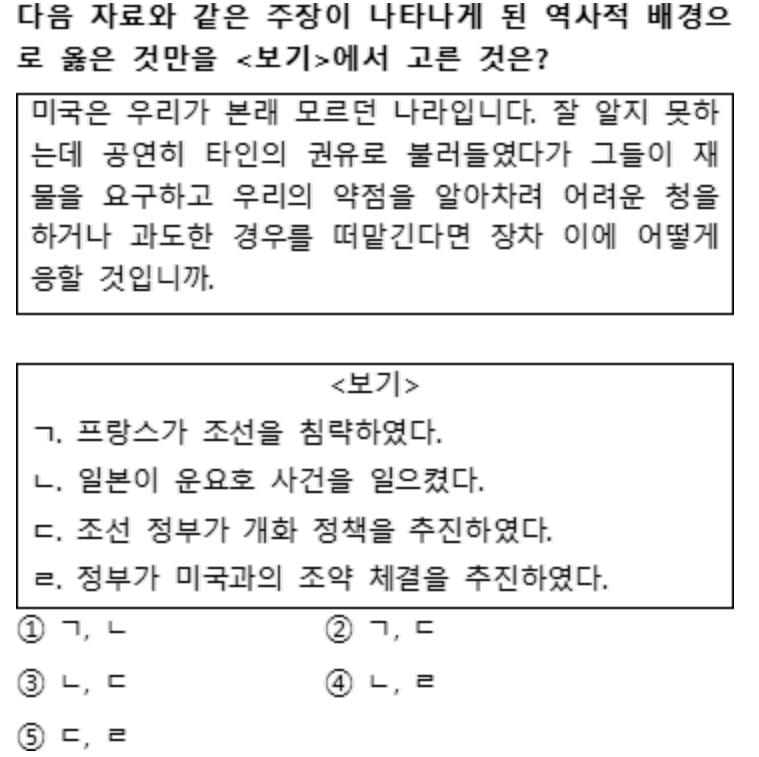 다음 자료와 같은 주장이 나타나게 된 역사적 배경으
로 옳은 것만을 <보기>에서 고른 것은?
미국은 우리가 본래 모르던 나라입니다. 잘 알지 못하
는데 공연히 타인의 권유로 불러들였다가 그들이 재
물을 요구하고 우리의 약점을 알아차려 어려운 청을
하거나 과도한 경우를 떠맡긴다면 장차 이에 어떻게
응할 것입니까.
<보기>
ㄱ. 프랑스가 조선을 침략하였다.
ㄴ. 일본이 운요호 사건을 일으켰다.
ㄷ. 조선 정부가 개화 정책을 추진하였다.
ㄹ. 정부가 미국과의 조약 체결을 추진하였다.
① ㄱ, ㄴ ② ㄱ, ㄷ
③ ㄴ, ㄷ ④ ㄴ, ㄹ
⑤ ㄷ, ㄹ